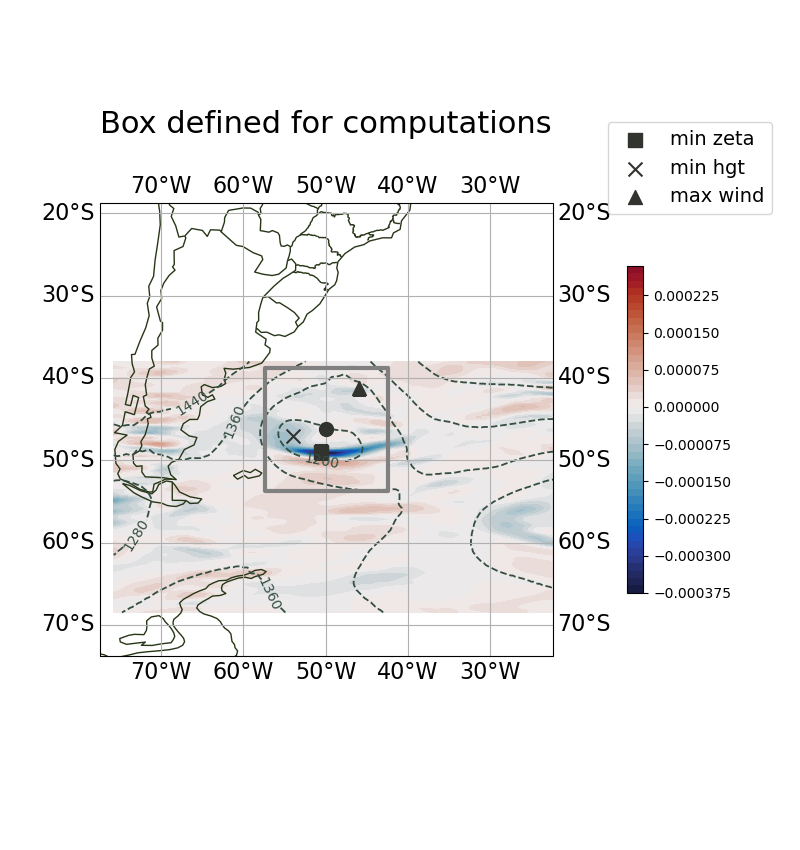 Box defined for computations
min zeta
min hgt
max wind
70°W 60°W 50°W 40°W 30°W
20°S 20°S
30°S 30°S
40°S 40°S
50°S 50°S
60°S 60°S
70°S 70°S
70°W 60°W 50°W 40°W 30°W
1440
1360
1200
1280
1360
0.000225
0.000150
0.000075
0.000000
−0.000075
−0.000150
−0.000225
−0.000300
−0.000375